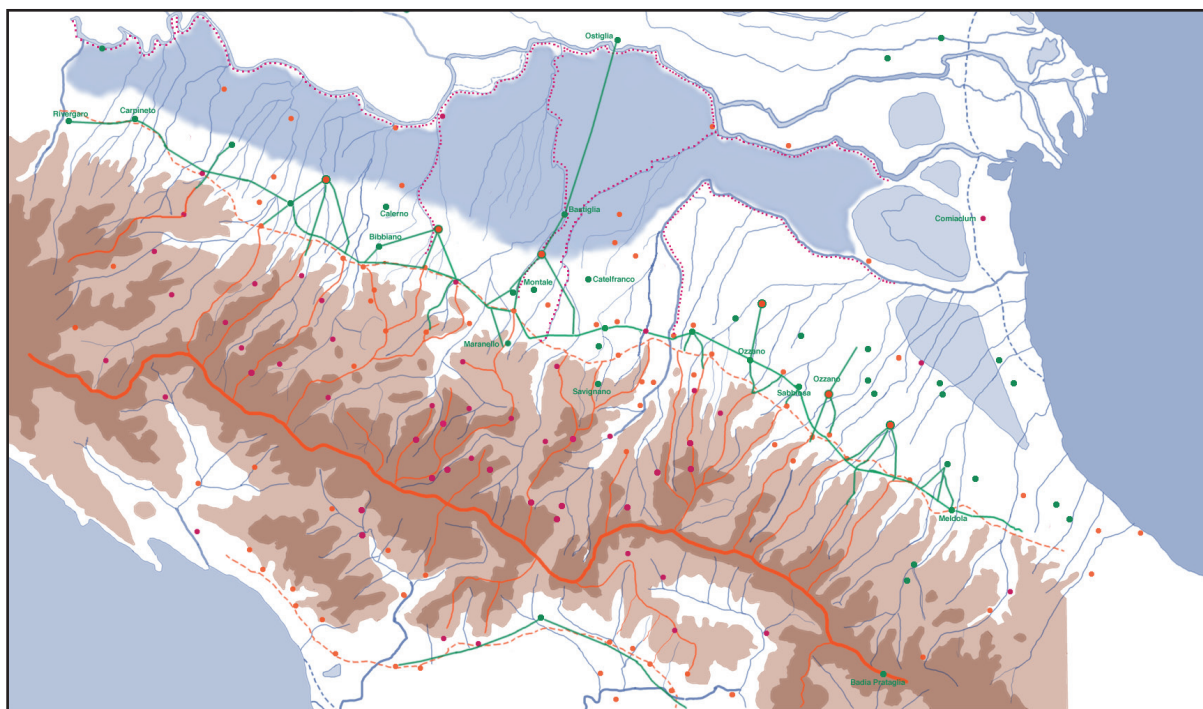 Ostiglia
Rivergaro
Carpineto
Calerno
Bastiglia
Comiaclum
Bibbiano
Montale
Catelfranco
Maranello
Savignano
Ozzano
Ozzano
Sabbiosa
Meldola
Badia Prataglia